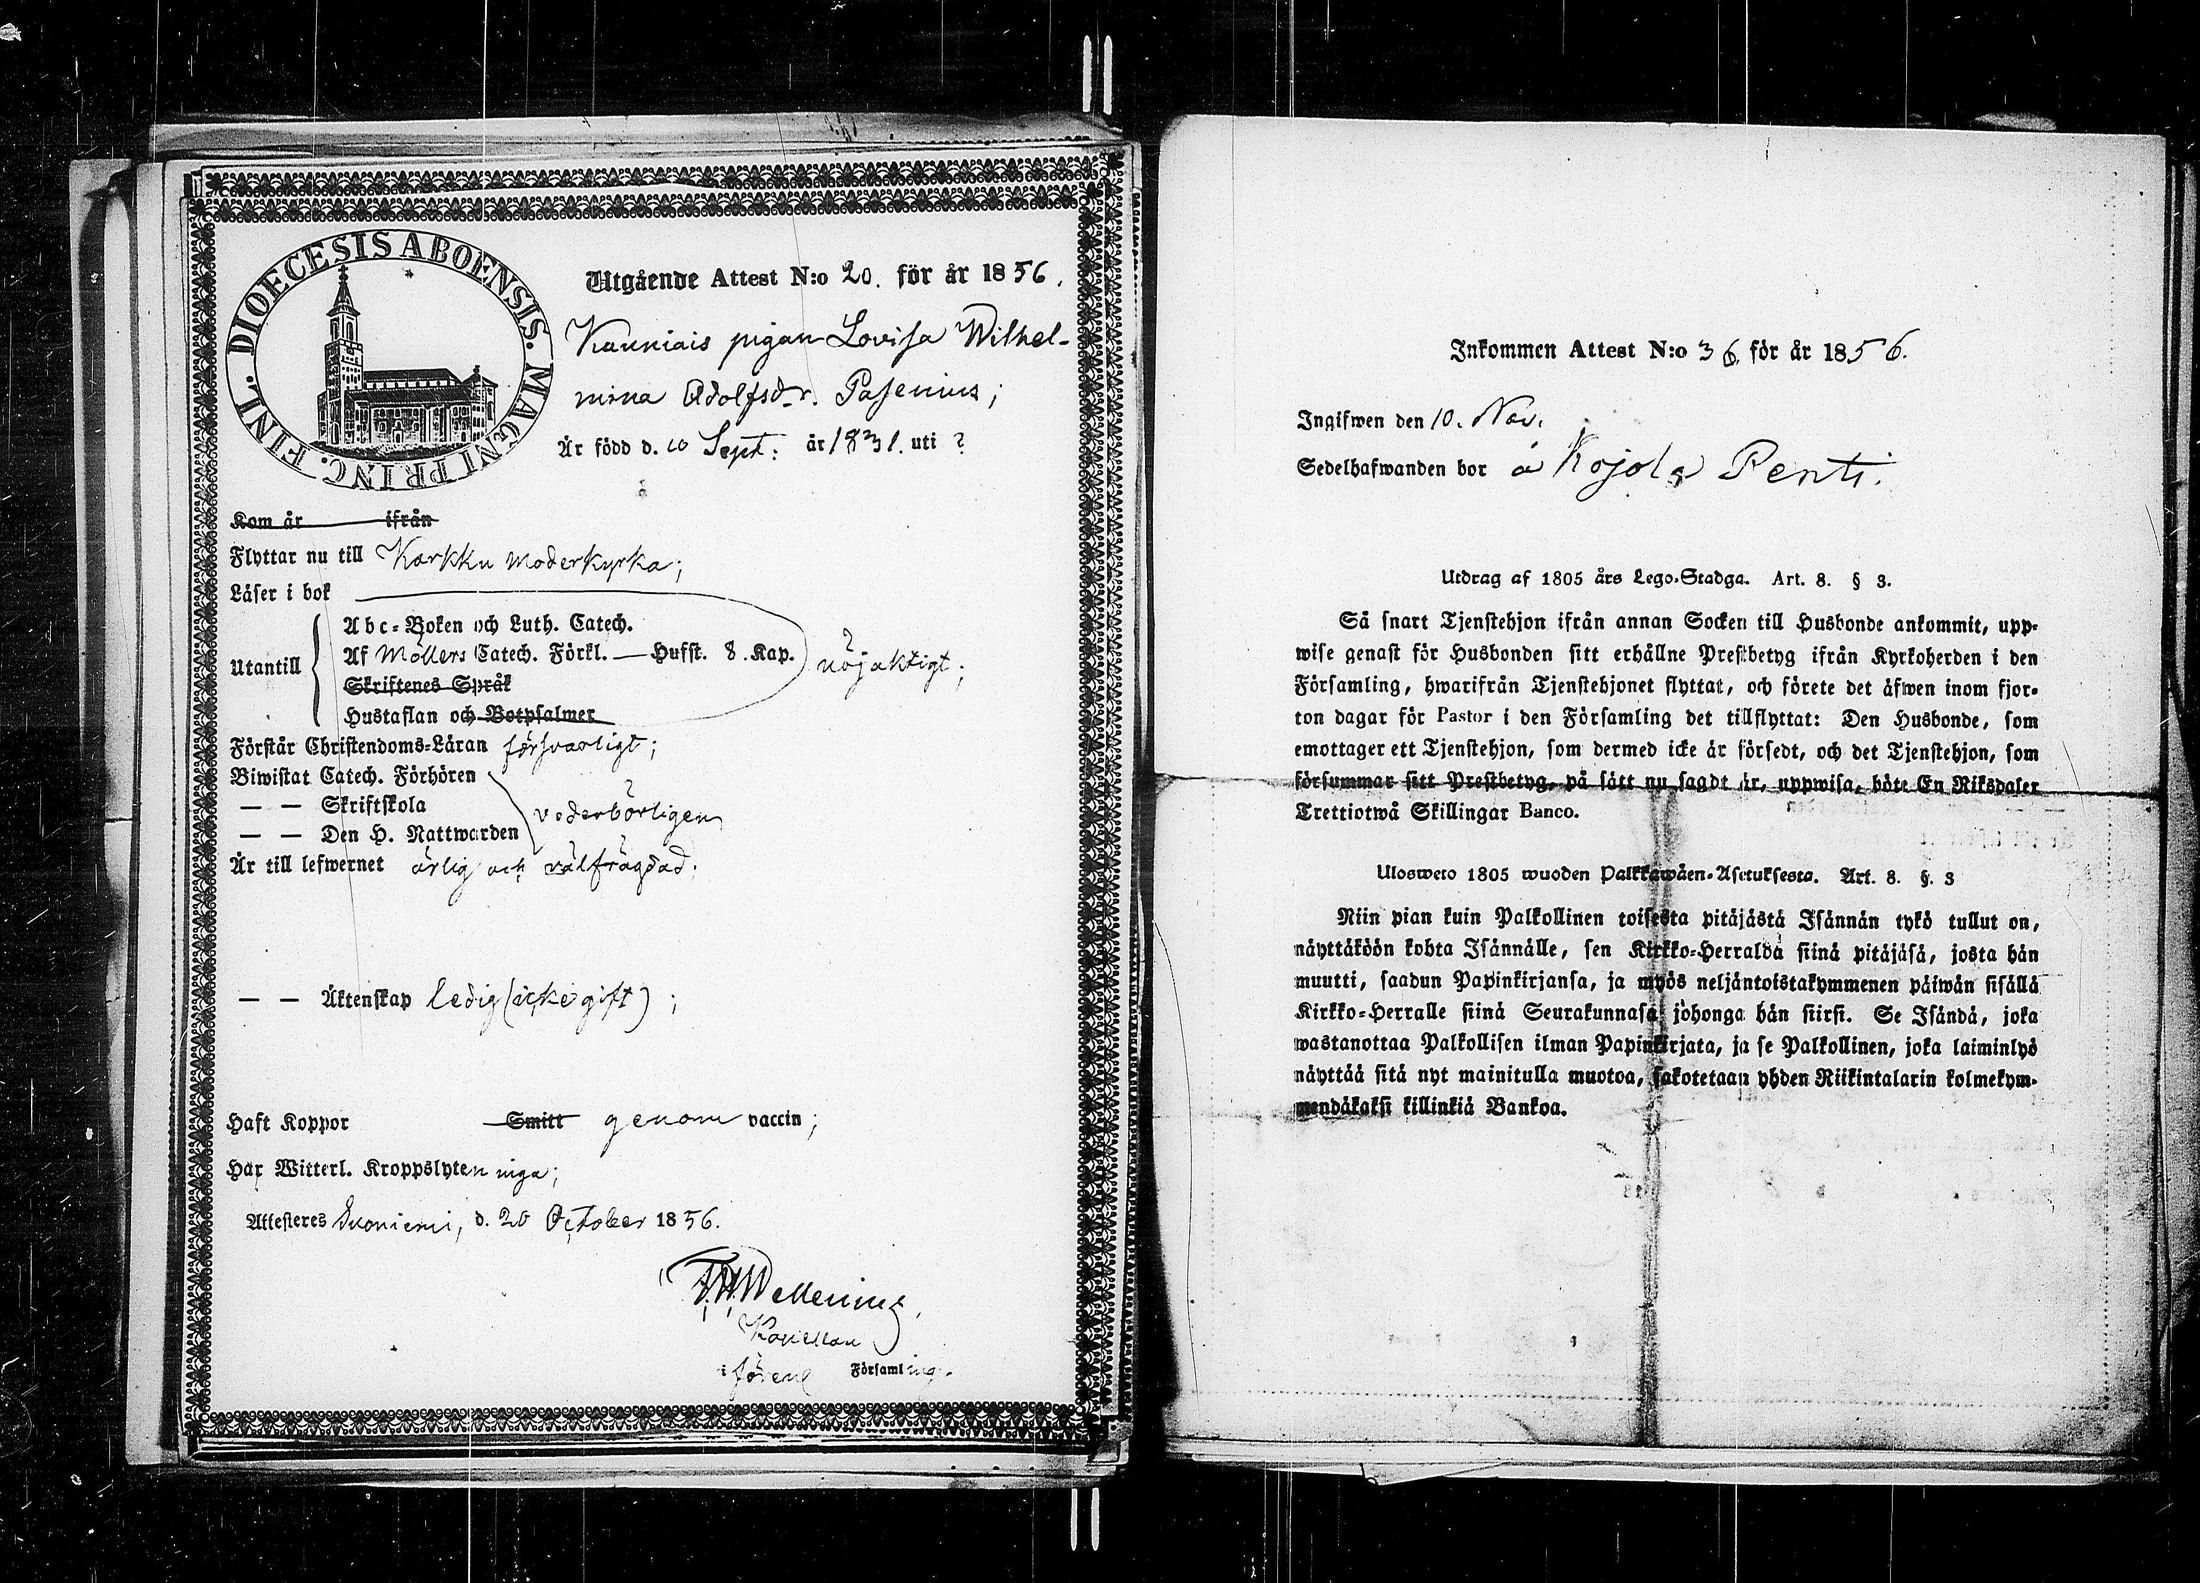 DIOECESIS ABOENSIS. MAGNI PRINC. FINL.
Utgående Attest N:o 20. för år 1856.
Kauniais pigan Lovisa Wilhel-
mina Adolfsd:r. Pasenius;
Är född d. 10 Sept: år 1831. uti ?
Kom år ifrån
Flyttar nu till Karkku moderkyrka;
Läser i bok
Utantill
Abc-Boken och Luth. Catech.
Af Möllers Catech. Förkl. — Hufst. 8. Kap. nöjaktigt;
Skriftenes Språk
Hustaflan och Botpsalmer
Förstår Christendoms-Läran försvarligt;
Biwistat Catech. Förhören
— — Skriftskola
vederbörligen
— — Den H. Nattwarden
Är till lefwernet ärlig och välfrägdad.
— — Äktenskap ledig (icke gift);
Haft Koppor Smitt genom vaccin;
Har Witterl. Kroppslyten inga;
Attesteres Suoniemi, d. 20 October 1856.
Kapellan
i Församling.
Inkommen Attest N:o 36. för år 1856.
Ingifwen den 10. Nov.
Sedelhafwanden bor å Kojola Penti.
Utdrag af 1805 års Lego-Stadga. Art. 8. § 3.
Så snart Tjenstehjon ifrån annan Socken till Husbonde ankommit, upp-
wise genast för Husbonden sitt erhållne Prestbetyg ifrån Kyrkoherden i den
Församling, hwarifrån Tjenstehjonet flyttat, och förete det äfwen inom fjor-
ton dagar för Pastor i den Församling det tillflyttat: Den Husbonde, som
emottager ett Tjenstehjon, som dermed icke är försedt, och det Tjenstehjon, som
försummar sitt Prestbetyg, på sätt nu sagdt är, uppwisa, böte En Riksdaler
Trettiotwå Skillingar Banco.
Ulosweto 1805 wuoden Palkkawäen-Asetuksesta. Art. 8. §. 3
Niin pian kuin Palkollinen toisesta pitäjästä Isännän tykö tullut on,
näyttäköön kohta Isännälle, sen Kirkko-Herralda siinä pitäjäsä, josta hän
muutti, saadun Papinkirjansa, ja myös neljäntoistakymmenen päiwän sisällä
Kirkko-Herralle siinä Seurakunnasa johonga hän siirsi. Se Isändä, joka
wastanottaa Palkollisen ilman Papinkirjata, ja se Palkollinen, joka laiminlyö
näyttää sitä nyt mainitulla muotoa, sakotetaan yhden Riikintalarin kolmekym-
mendäkaksi killinkiä Bankoa.